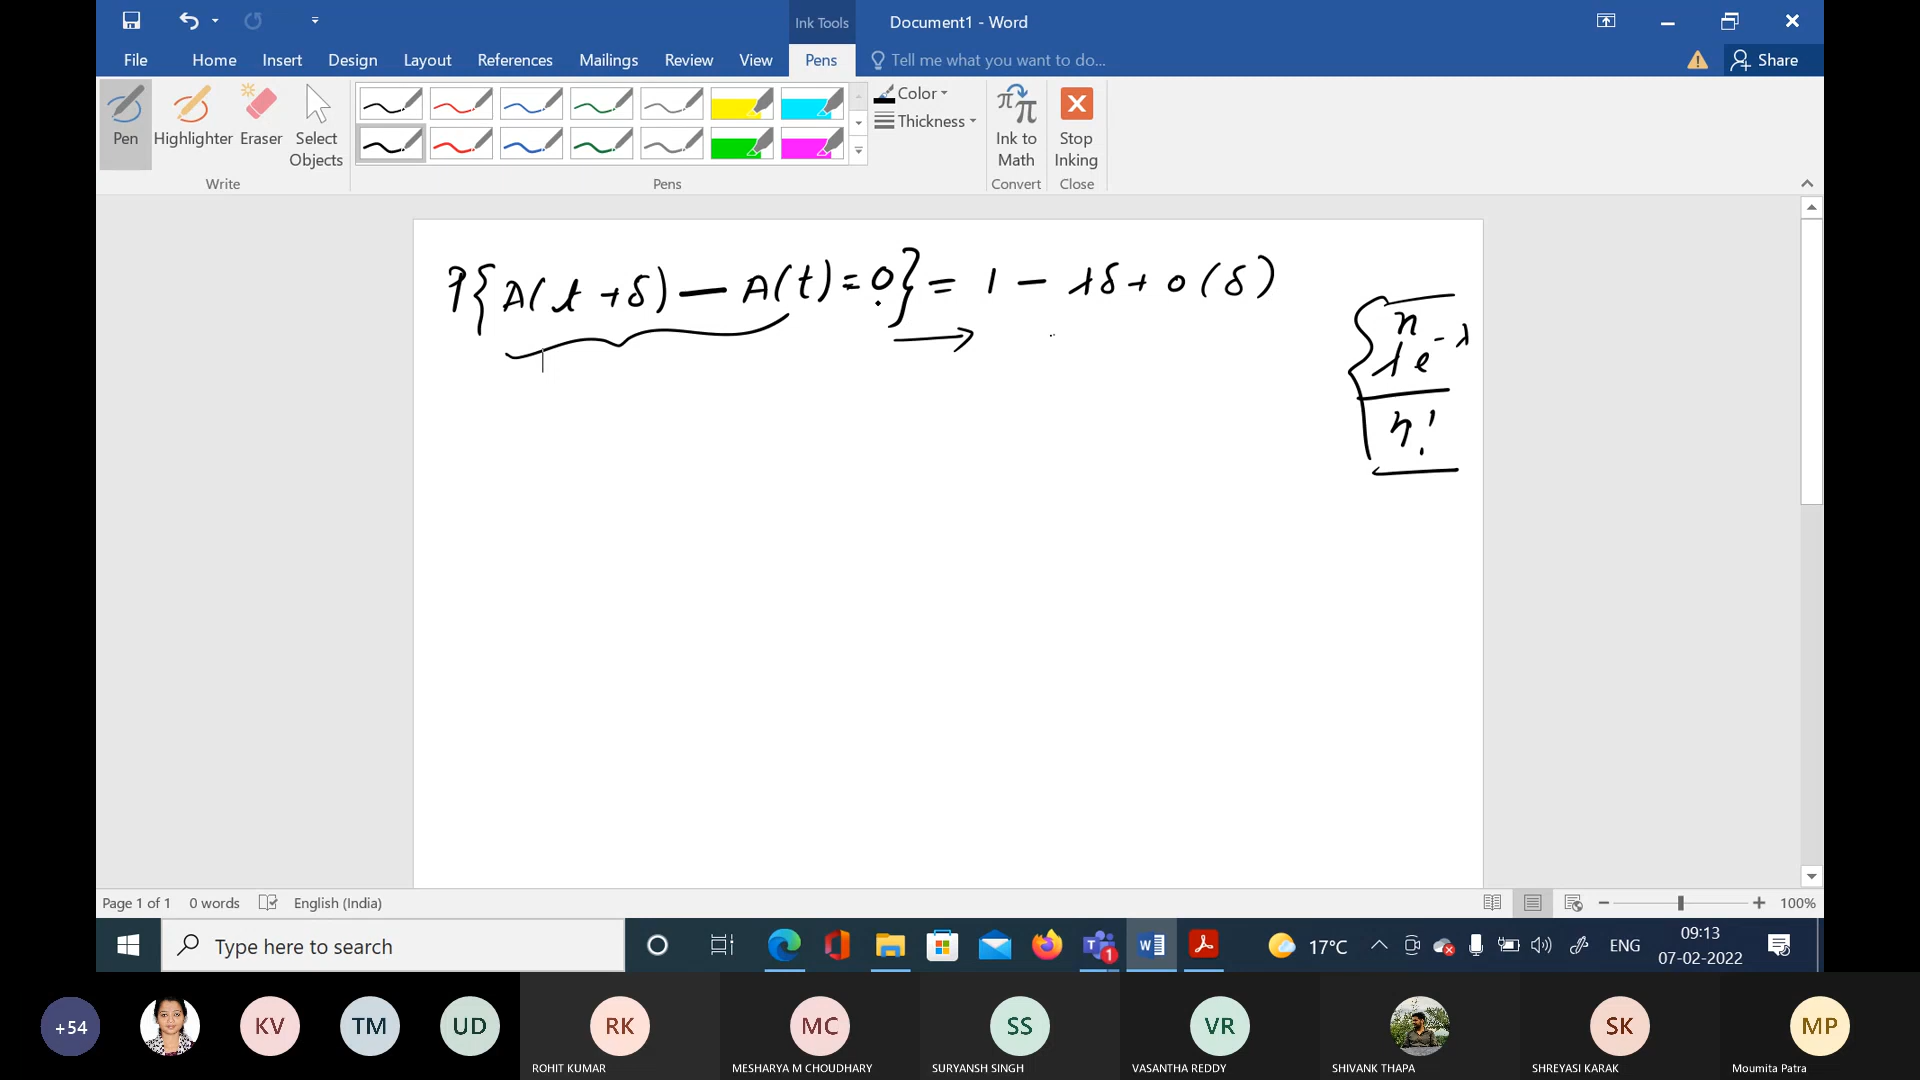 Ink Tools
Document1 - Word
File Home Insert Design Layout References Mailings Review View Pens Tell me what you want to do... Share
Pen Highlighter Eraser Select Objects
Color
Thickness
Ink to Math
Stop Inking
Write Pens Convert Close
P{A(t+δ) — A(t) = 0} = 1 - λδ + o(δ)
λ^n e^-λ
n!
Page 1 of 1 0 words English (India) 100%
Type here to search
1
17°C ENG
09:13
07-02-2022
+54 KV TM UD RK MC SS VR SK MP
ROHIT KUMAR MESHARYA M CHOUDHARY SURYANSH SINGH VASANTHA REDDY SHIVANK THAPA SHREYASI KARAK Moumita Patra